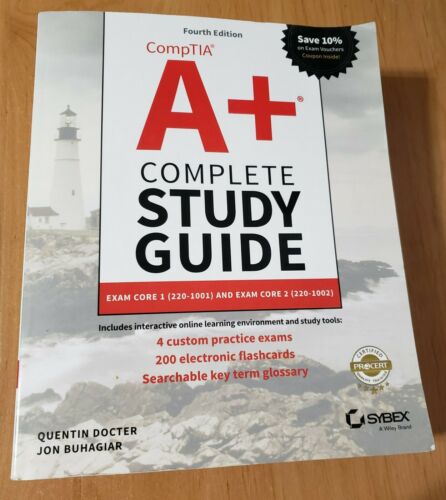 Fourth Edition
Save 10%
on Exam Vouchers
Coupon Inside!
CompTIA®
A+®
COMPLETE
STUDY
GUIDE
EXAM CORE 1 (220-1001) AND EXAM CORE 2 (220-1002)
Includes interactive online learning environment and study tools:
4 custom practice exams
200 electronic flashcards
Searchable key term glossary
CERTIFIED
PROCERT
QUENTIN DOCTER
JON BUHAGIAR
SYBEX
A Wiley Brand